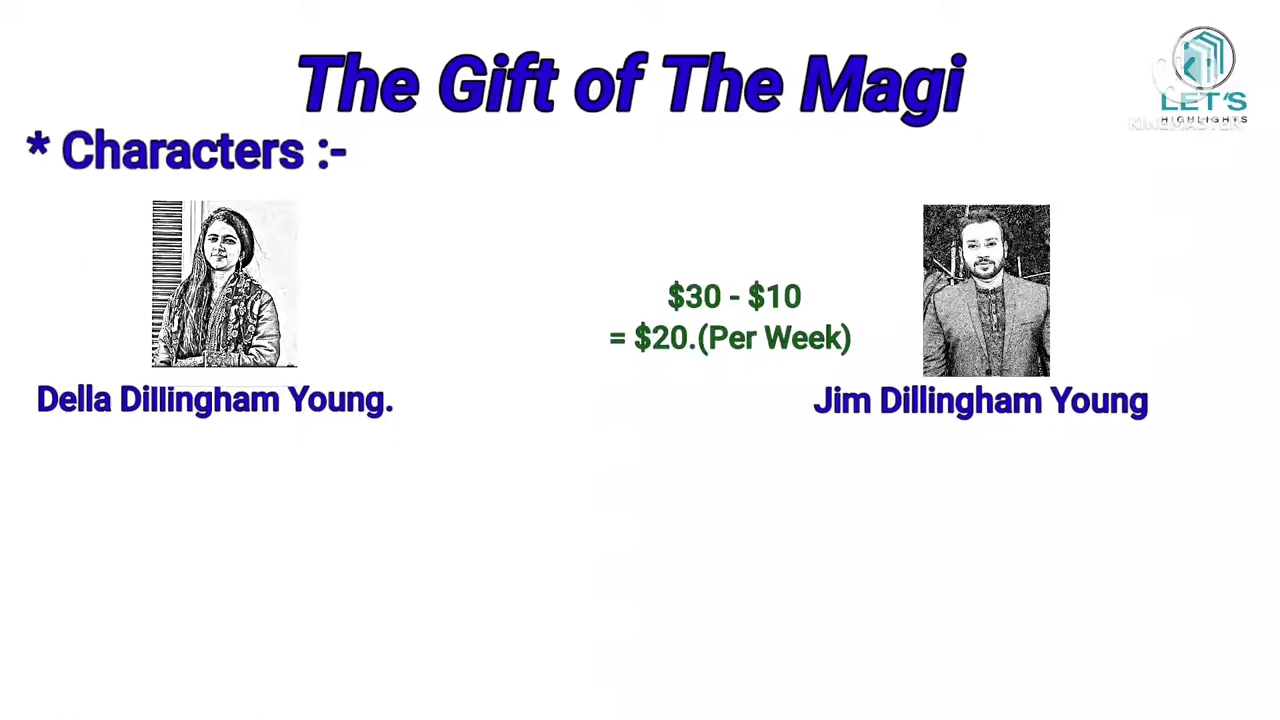 The Gift of The Magi
LET'S
HIGHLIGHTS
KINEMASTER
* Characters :-
$30 - $10
= $20.(Per Week)
Della Dillingham Young.
Jim Dillingham Young